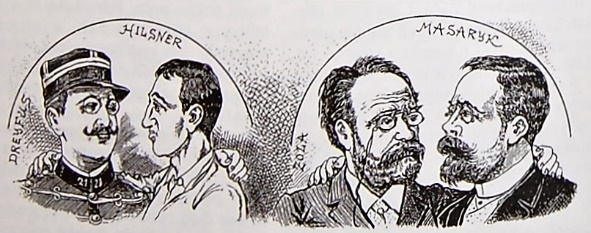 DREYFUS
HILSNER
ZOLA
MASARYK